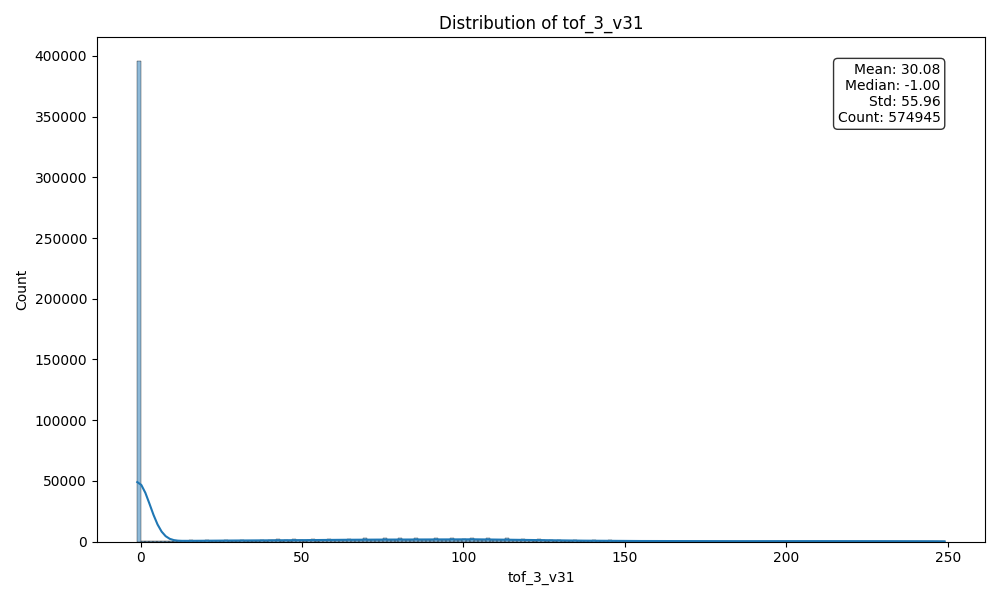 Distribution of tof_3_v31
Mean: 30.08
Median: -1.00
Std: 55.96
Count: 574945
400000
350000
300000
250000
200000
150000
100000
50000
0
Count
0 50 100 150 200 250
tof_3_v31